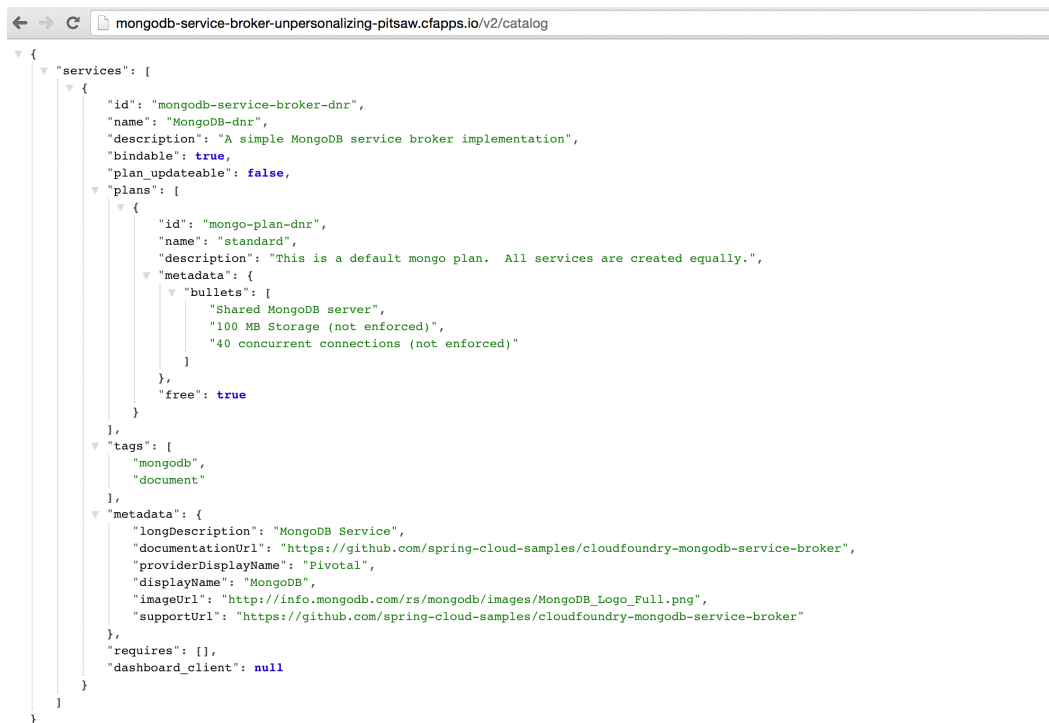 mongodb-service-broker-unpersonalizing-pitsaw.cfapps.io/v2/catalog
{
"services": [
{
"id": "mongodb-service-broker-dnr",
"name": "MongoDB-dnr",
"description": "A simple MongoDB service broker implementation",
"bindable": true,
"plan_updateable": false,
"plans": [
{
"id": "mongo-plan-dnr",
"name": "standard",
"description": "This is a default mongo plan.  All services are created equally.",
"metadata": {
"bullets": [
"Shared MongoDB server",
"100 MB Storage (not enforced)",
"40 concurrent connections (not enforced)"
]
},
"free": true
}
],
"tags": [
"mongodb",
"document"
],
"metadata": {
"longDescription": "MongoDB Service",
"documentationUrl": "https://github.com/spring-cloud-samples/cloudfoundry-mongodb-service-broker",
"providerDisplayName": "Pivotal",
"displayName": "MongoDB",
"imageUrl": "http://info.mongodb.com/rs/mongodb/images/MongoDB_Logo_Full.png",
"supportUrl": "https://github.com/spring-cloud-samples/cloudfoundry-mongodb-service-broker"
},
"requires": [],
"dashboard_client": null
}
]
}